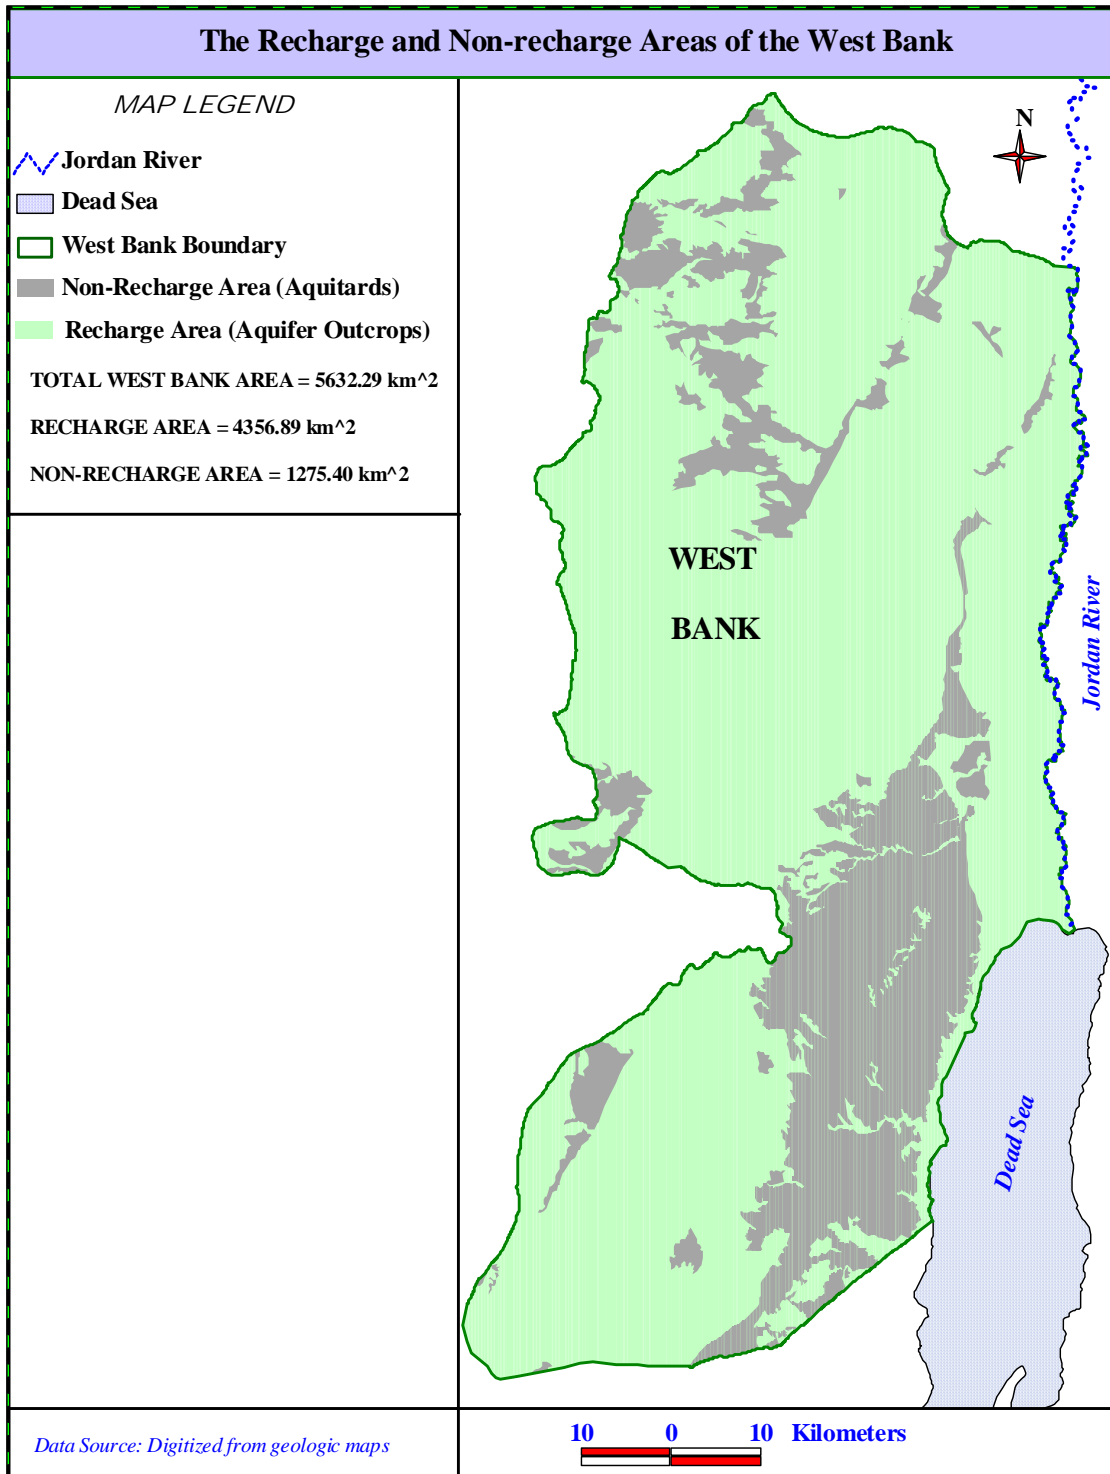 The Recharge and Non-recharge Areas of the West Bank
MAP LEGEND
Jordan River
Dead Sea
West Bank Boundary
Non-Recharge Area (Aquitards)
Recharge Area (Aquifer Outcrops)
TOTAL WEST BANK AREA = 5632.29 km^2
RECHARGE AREA = 4356.89 km^2
NON-RECHARGE AREA = 1275.40 km^2
N
WEST
BANK
Jordan River
Dead Sea
Data Source: Digitized from geologic maps
10 0 10 Kilometers